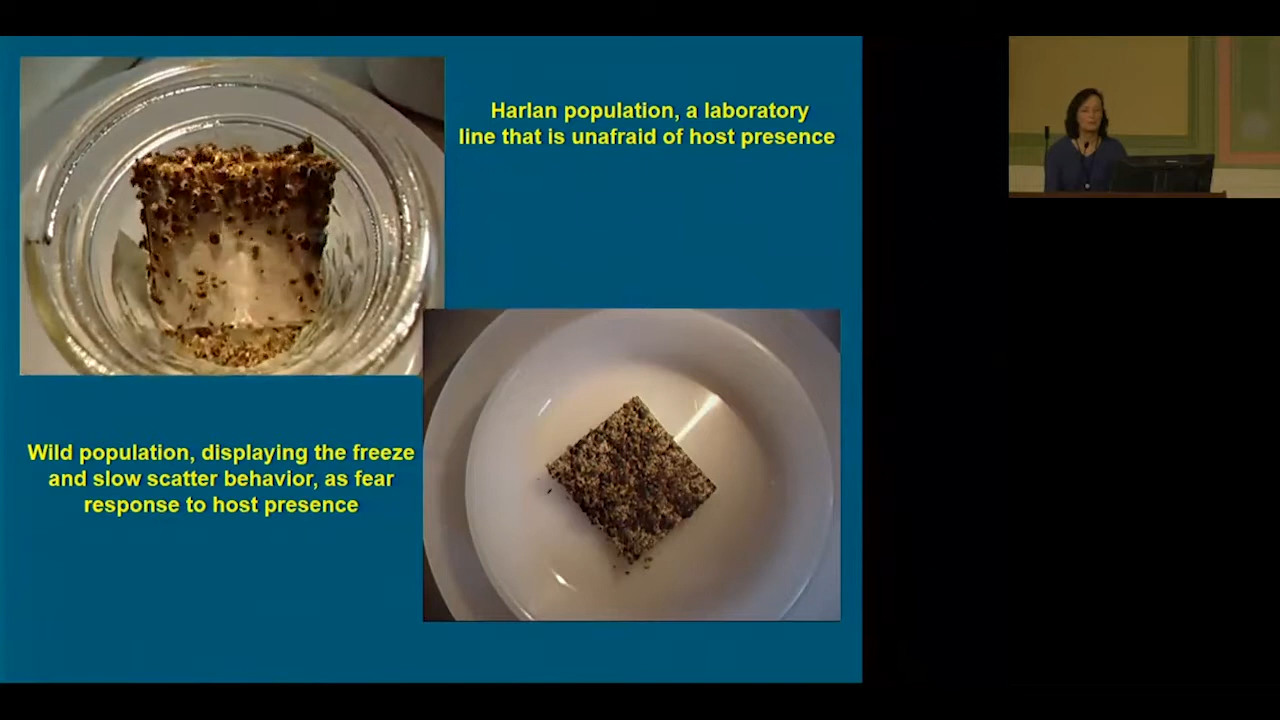 Harlan population, a laboratory
line that is unafraid of host presence
Wild population, displaying the freeze
and slow scatter behavior, as fear
response to host presence